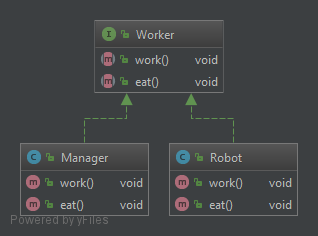 I Worker
m work() void
m eat() void
C Manager
m work() void
m eat() void
C Robot
m work() void
m eat() void
Powered by yFiles